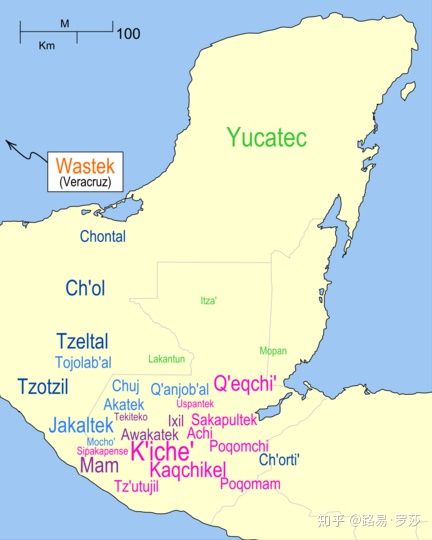 M
100
Km
Yucatec
Wastek
(Veracruz)
Chontal
Ch'ol
Itza'
Tzeltal
Mopan
Lakantun
Tojolab'al
Tzotzil
Chuj
Q'anjob'al
Q'eqchi'
Akatek
Uspantek
Tekiteko
Jakaltek
Ixil
Sakapultek
Awakatek
Achi
Mocho'
Sipakapense
K'iche'
Poqomchi
Mam
Kaqchikel
Ch'orti'
Tz'utujil
Poqomam
知乎 @路易·罗莎